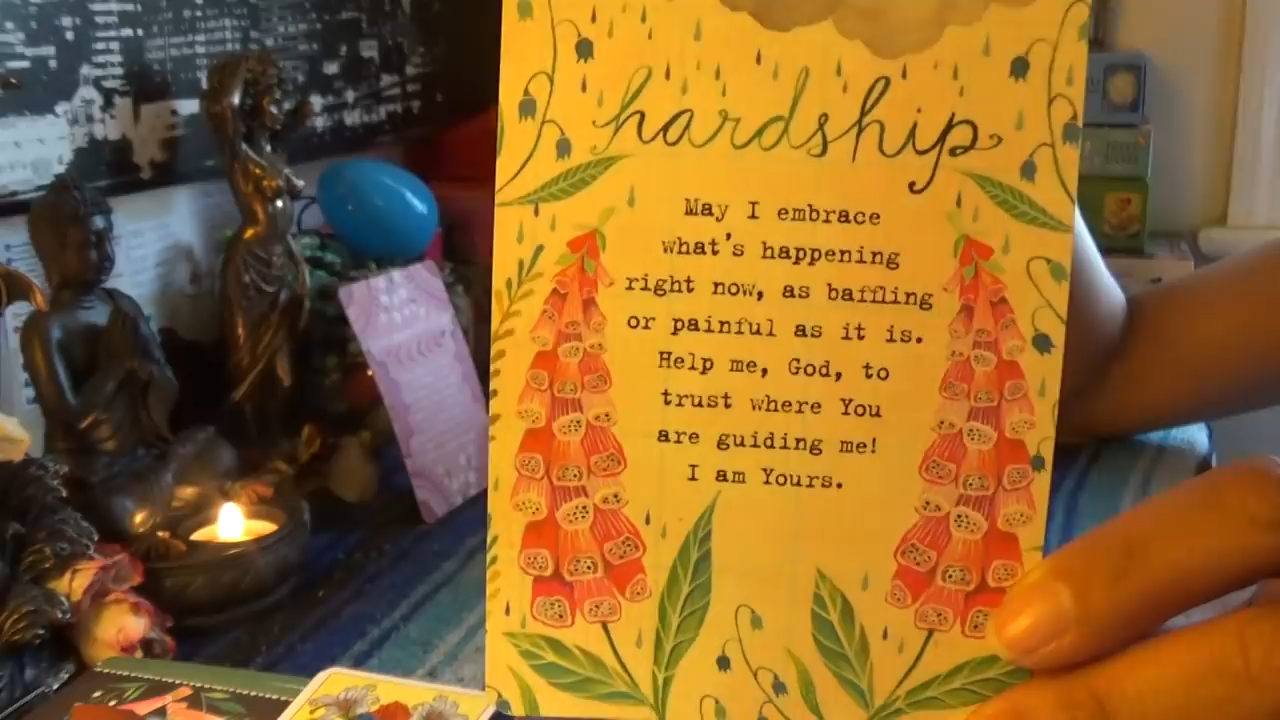 hardship
May I embrace
what's happening
right now, as baffling
or painful as it is.
Help me, God, to
trust where You
are guiding me!
I am Yours.